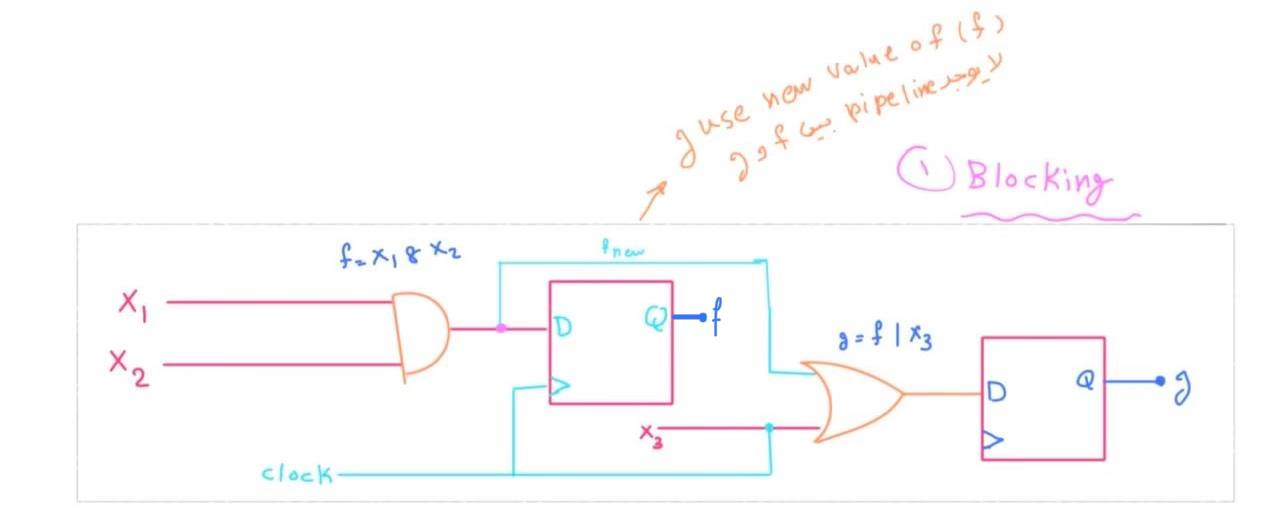 g use new value of (f)
لا يوجد pipeline بين f و g
① Blocking
f = x1 & x2
f new
X1
X2
D
Q
f
g = f | x3
D
Q
g
x3
clock